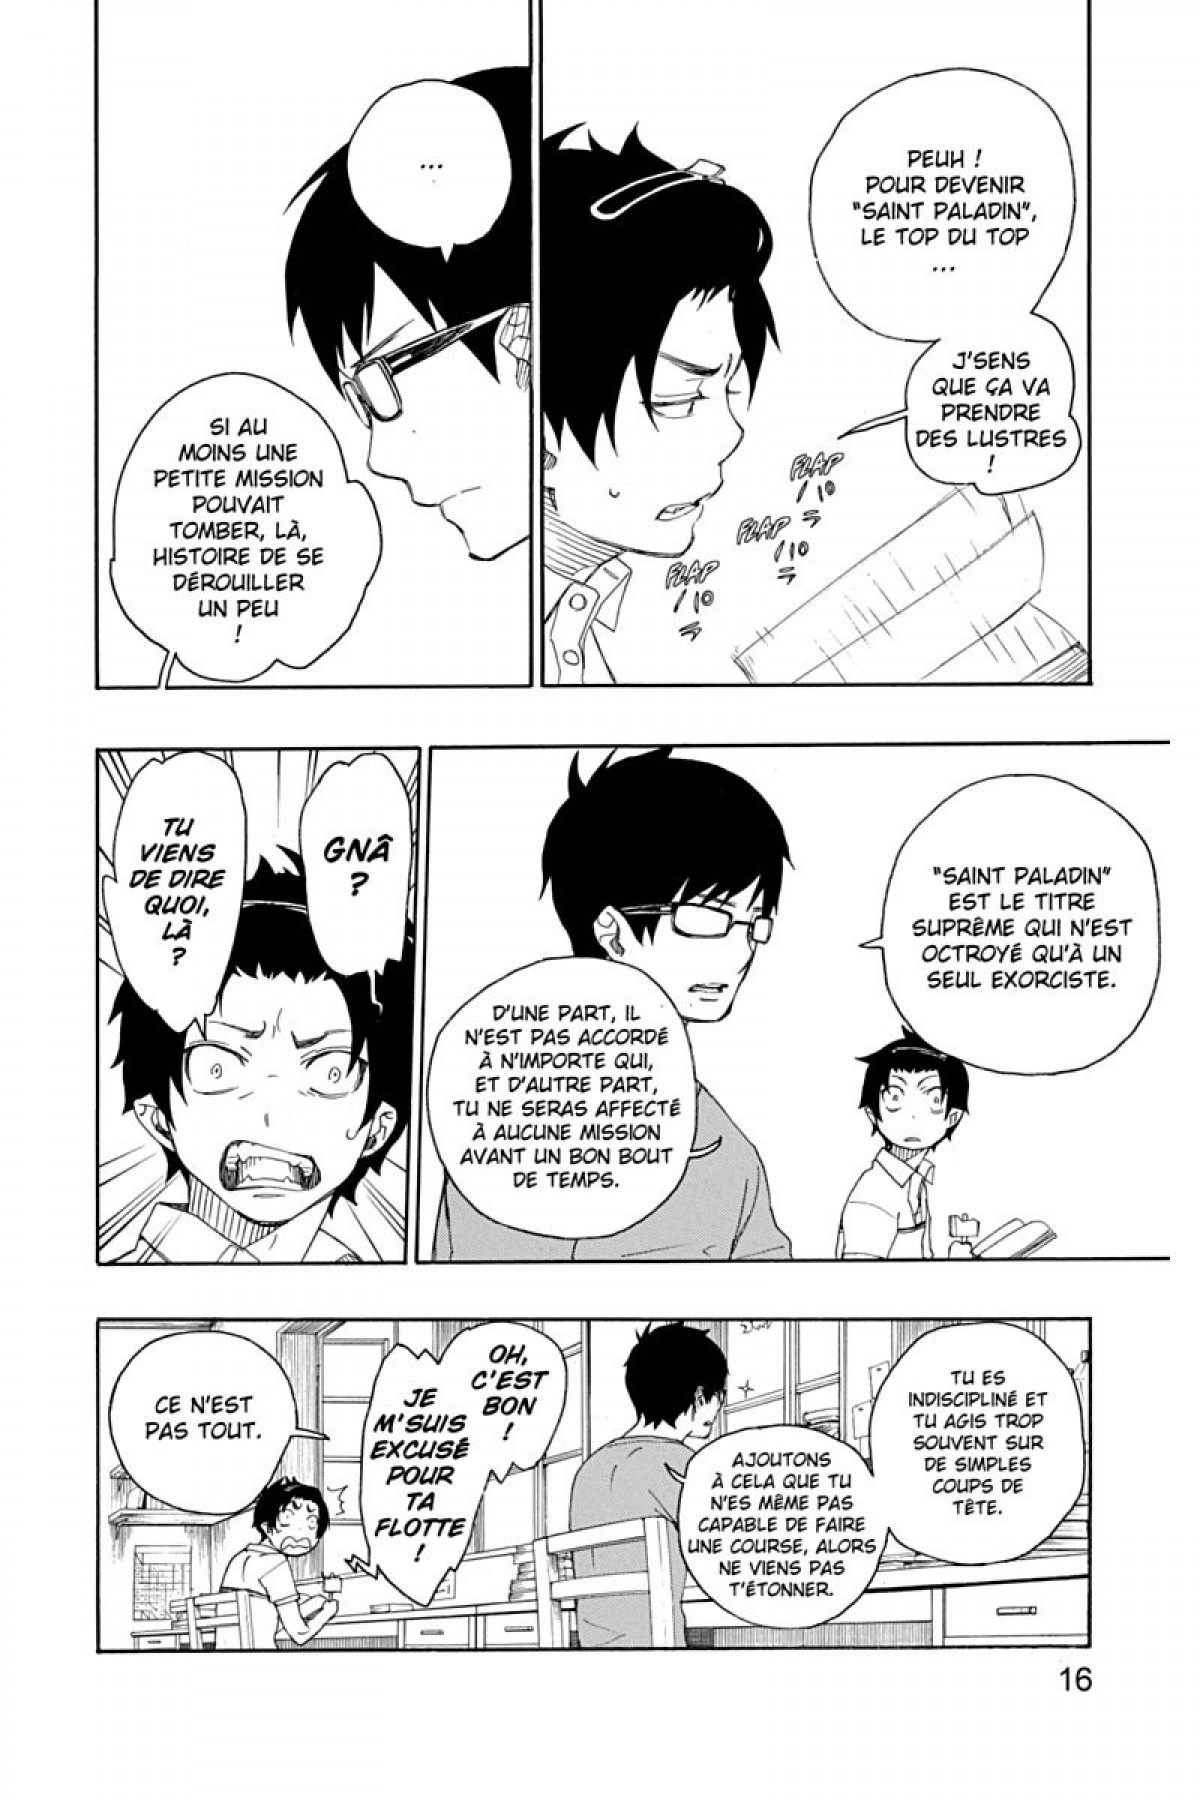 PEUH !
POUR DEVENIR
"SAINT PALADIN",
LE TOP DU TOP
...
J'SENS
QUE ÇA VA
PRENDRE
DES LUSTRES
!
FLAP
FLAP
FLAP
...
SI AU
MOINS UNE
PETITE MISSION
POUVAIT
TOMBER, LÀ,
HISTOIRE DE SE
DÉROUILLER
UN PEU
!
"SAINT PALADIN"
EST LE TITRE
SUPRÊME QUI N'EST
OCTROYÉ QU'À UN
SEUL EXORCISTE.
D'UNE PART, IL
N'EST PAS ACCORDÉ
À N'IMPORTE QUI,
ET D'AUTRE PART,
TU NE SERAS AFFECTÉ
À AUCUNE MISSION
AVANT UN BON BOUT
DE TEMPS.
GNÂ
?
TU
VIENS
DE DIRE
QUOI,
LÀ
?
TU ES
INDISCIPLINÉ ET
TU AGIS TROP
SOUVENT SUR
DE SIMPLES
COUPS DE
TÊTE.
AJOUTONS
À CELA QUE TU
N'ES MÊME PAS
CAPABLE DE FAIRE
UNE COURSE, ALORS
NE VIENS PAS
T'ÉTONNER.
OH,
C'EST
BON
!
JE
M'SUIS
EXCUSÉ
POUR
TA
FLOTTE
!
CE N'EST
PAS TOUT.
16